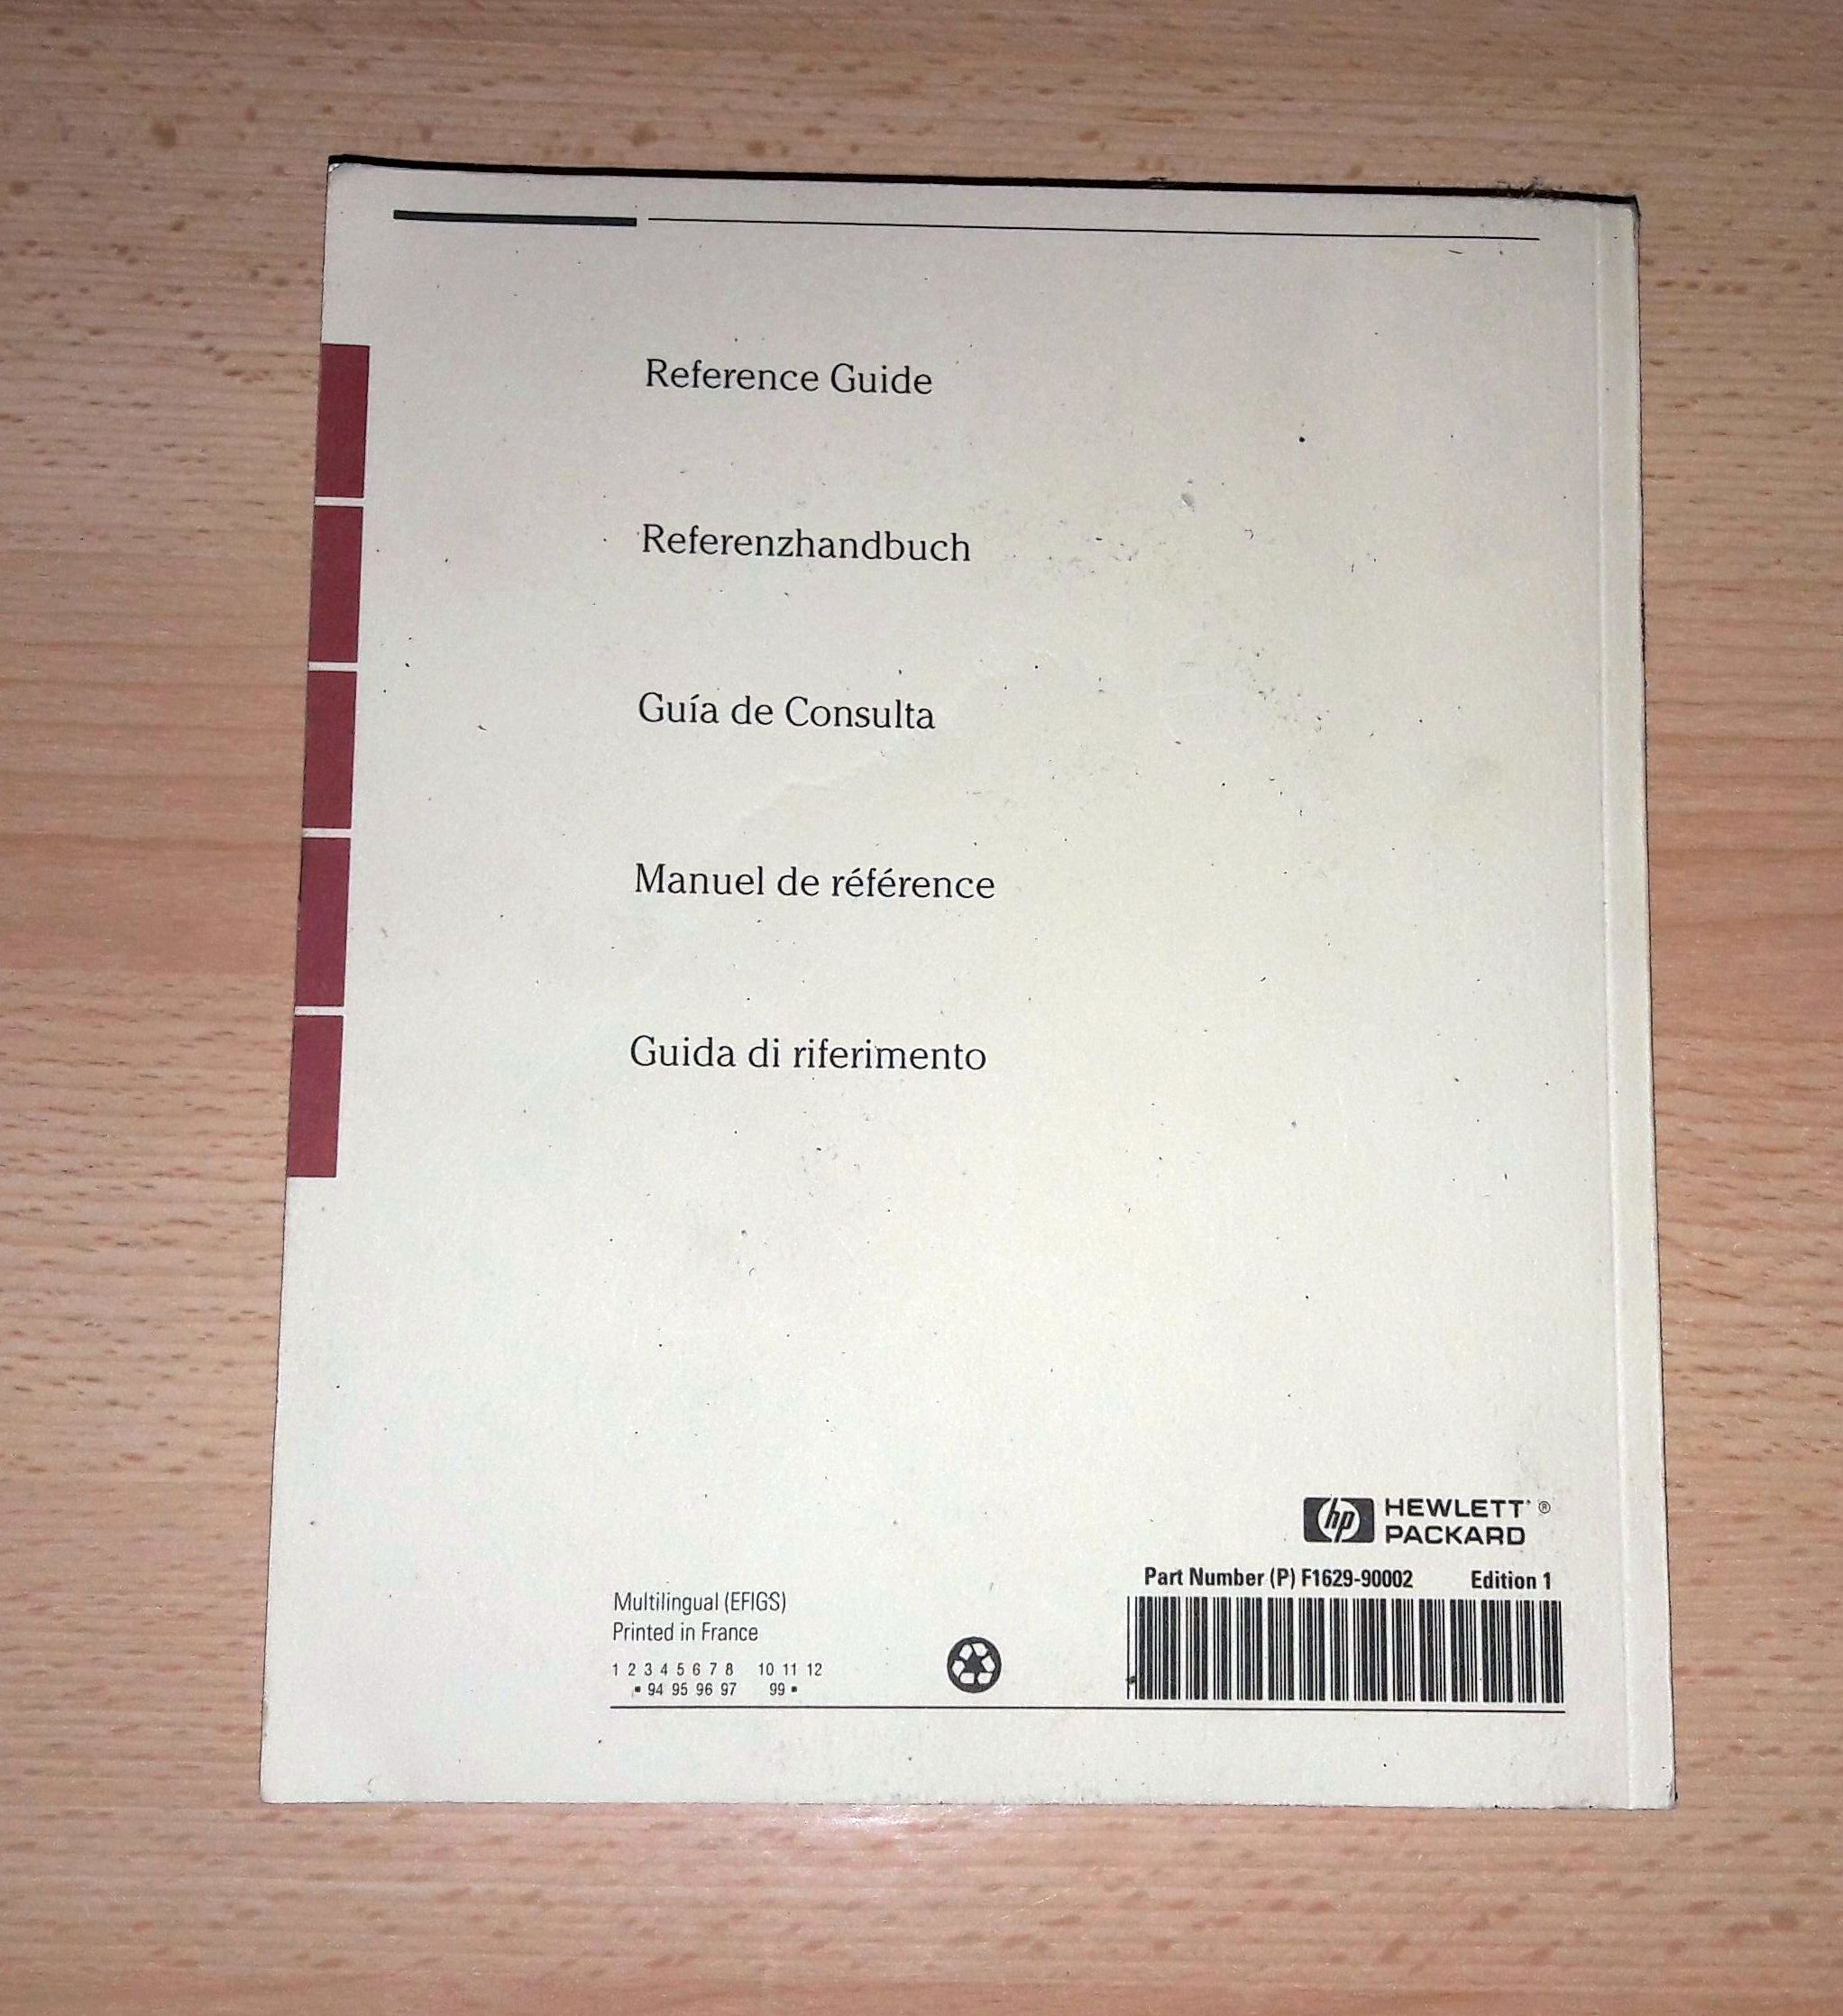 Reference Guide
Referenzhandbuch
Guía de Consulta
Manuel de référence
Guida di riferimento
hp HEWLETT® PACKARD
Part Number (P) F1629-90002 Edition 1
Multilingual (EFIGS)
Printed in France
1 2 3 4 5 6 7 8 10 11 12
▪ 94 95 96 97 99 ▪